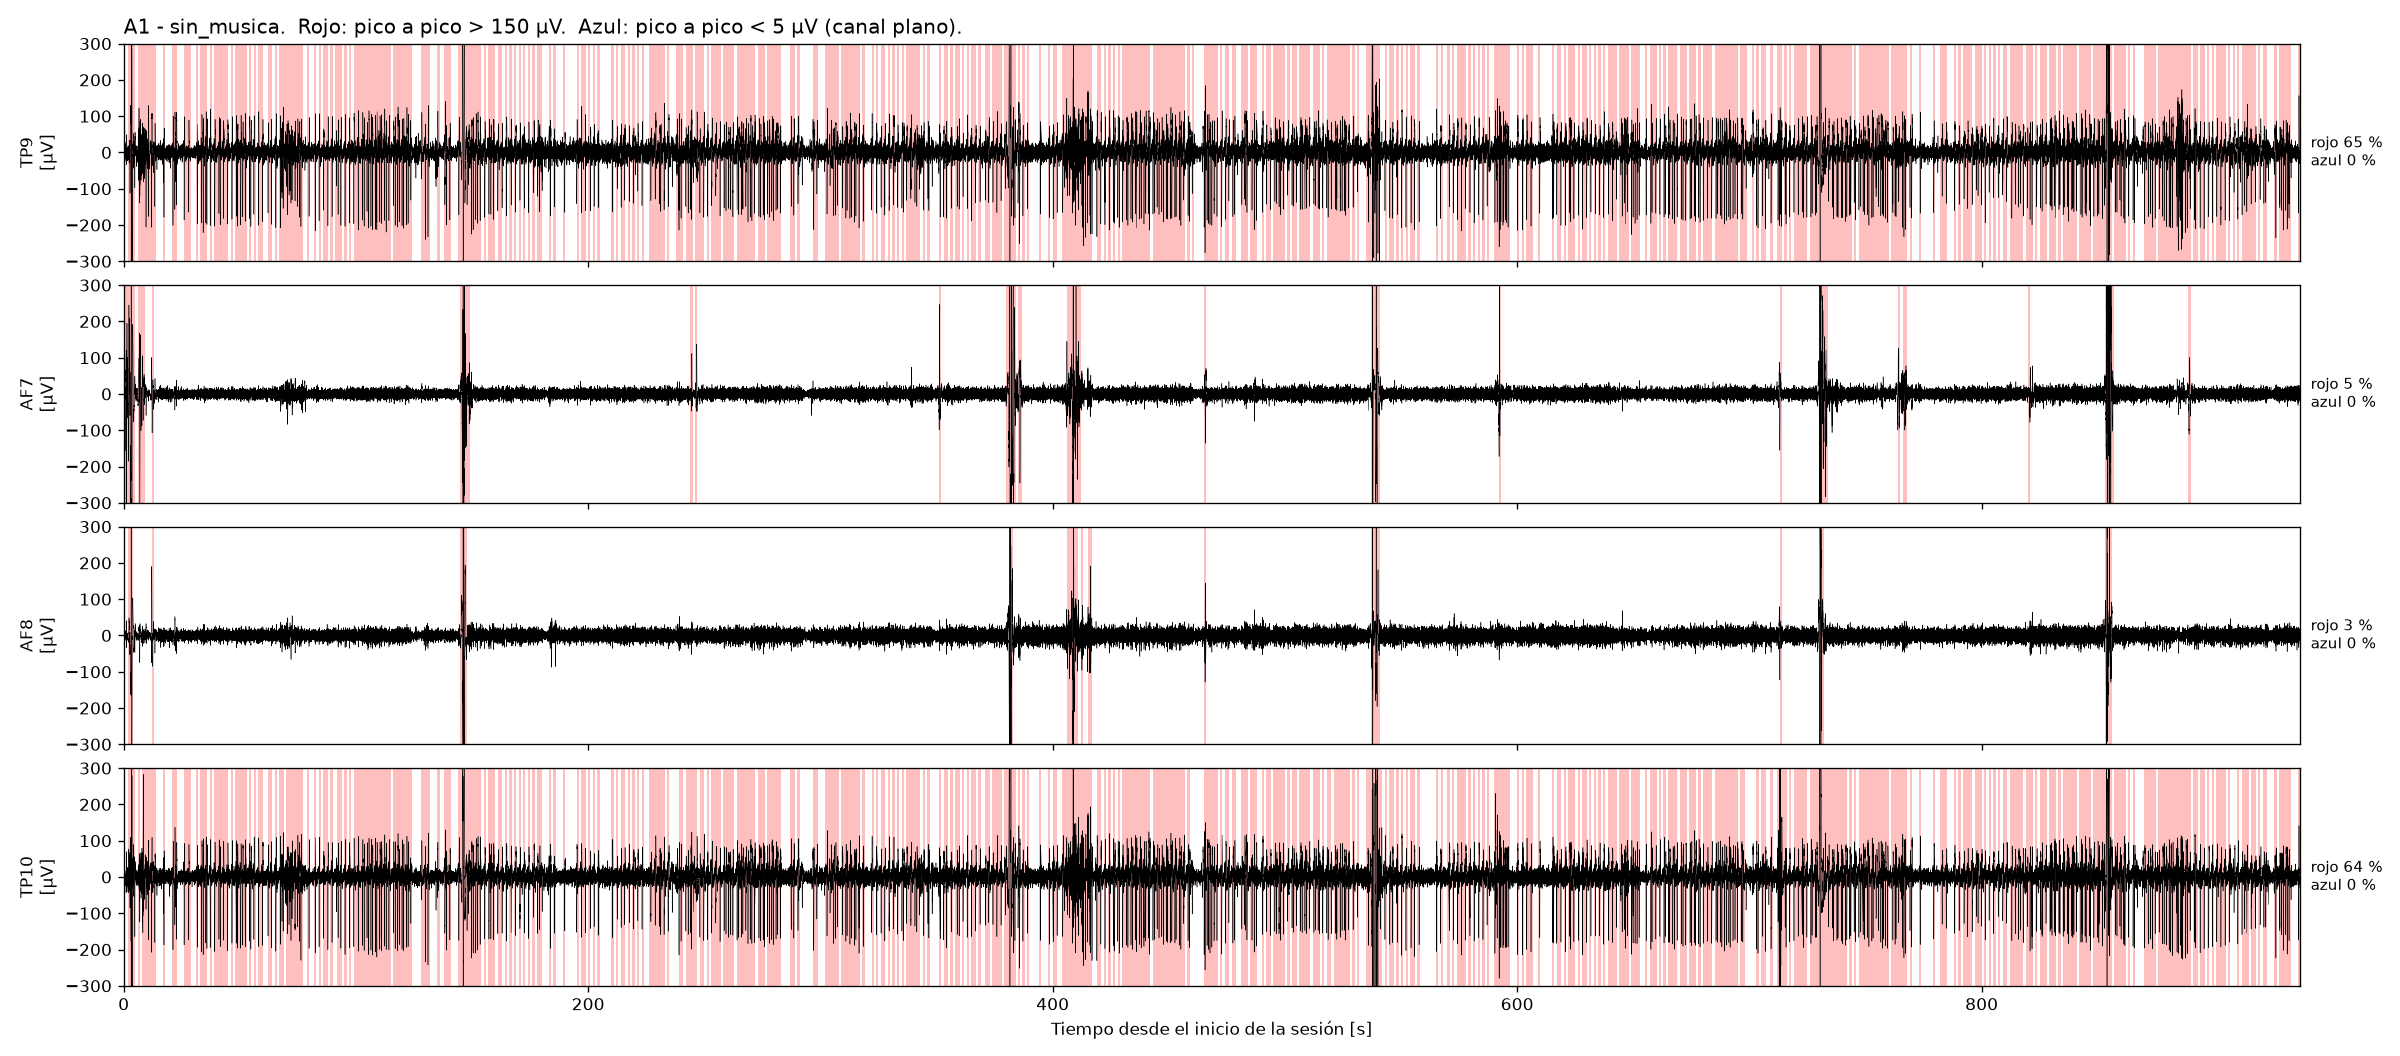 A1 - sin_musica.  Rojo: pico a pico > 150 µV.  Azul: pico a pico < 5 µV (canal plano).
300
200
100
0
−100
−200
−300
TP9
[µV]
rojo 65 %
azul 0 %
300
200
100
0
−100
−200
−300
AF7
[µV]
rojo 5 %
azul 0 %
300
200
100
0
−100
−200
−300
AF8
[µV]
rojo 3 %
azul 0 %
300
200
100
0
−100
−200
−300
TP10
[µV]
rojo 64 %
azul 0 %
0 200 400 600 800
Tiempo desde el inicio de la sesión [s]